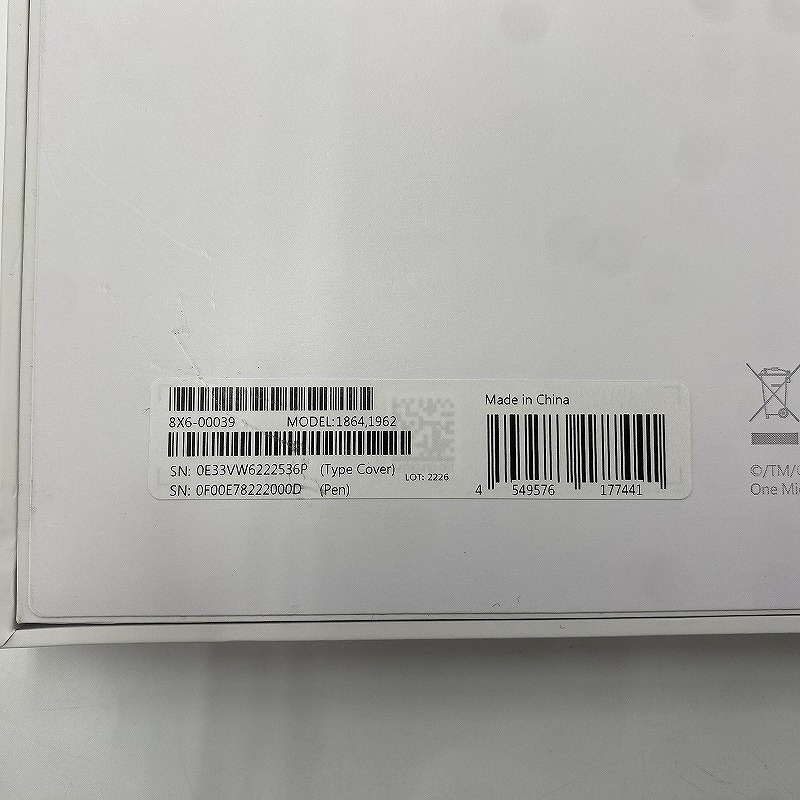 8X6-00039 MODEL:1864,1962
SN: 0E33VW6222536P (Type Cover)
SN: 0F00E78222000D (Pen)
LOT: 2226
Made in China
4 549576 177441
©/TM/
One